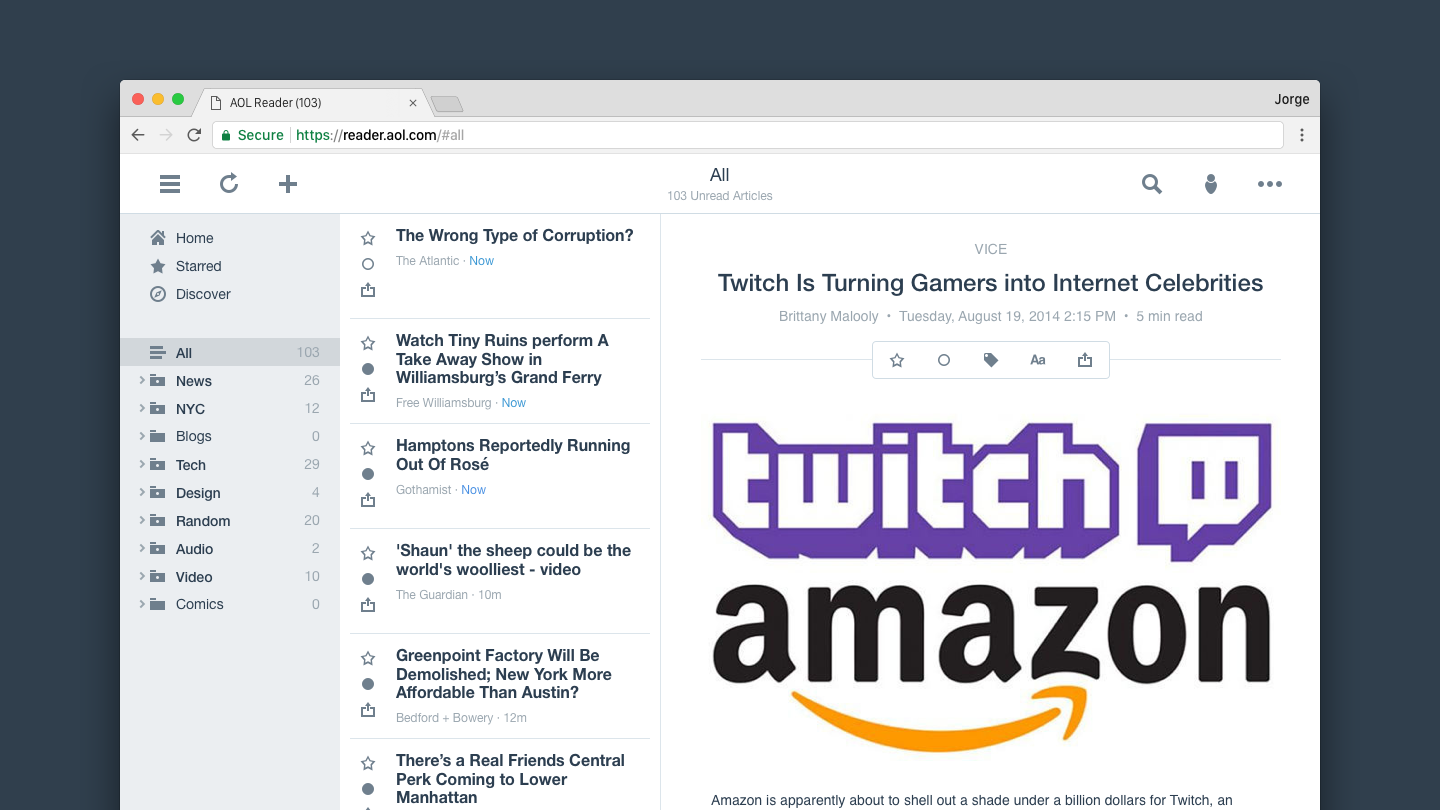 AOL Reader (103)
Jorge
Secure
https://reader.aol.com/#all
All
103 Unread Articles
Home
Starred
Discover
All 103
News 26
NYC 12
Blogs 0
Tech 29
Design 4
Random 20
Audio 2
Video 10
Comics 0
The Wrong Type of Corruption?
The Atlantic · Now
Watch Tiny Ruins perform A
Take Away Show in
Williamsburg’s Grand Ferry
Free Williamsburg · Now
Hamptons Reportedly Running
Out Of Rosé
Gothamist · Now
'Shaun' the sheep could be the
world's woolliest - video
The Guardian · 10m
Greenpoint Factory Will Be
Demolished; New York More
Affordable Than Austin?
Bedford + Bowery · 12m
There’s a Real Friends Central
Perk Coming to Lower
Manhattan
VICE
Twitch Is Turning Gamers into Internet Celebrities
Brittany Malooly • Tuesday, August 19, 2014 2:15 PM • 5 min read
Aa
twitch
amazon
Amazon is apparently about to shell out a shade under a billion dollars for Twitch, an